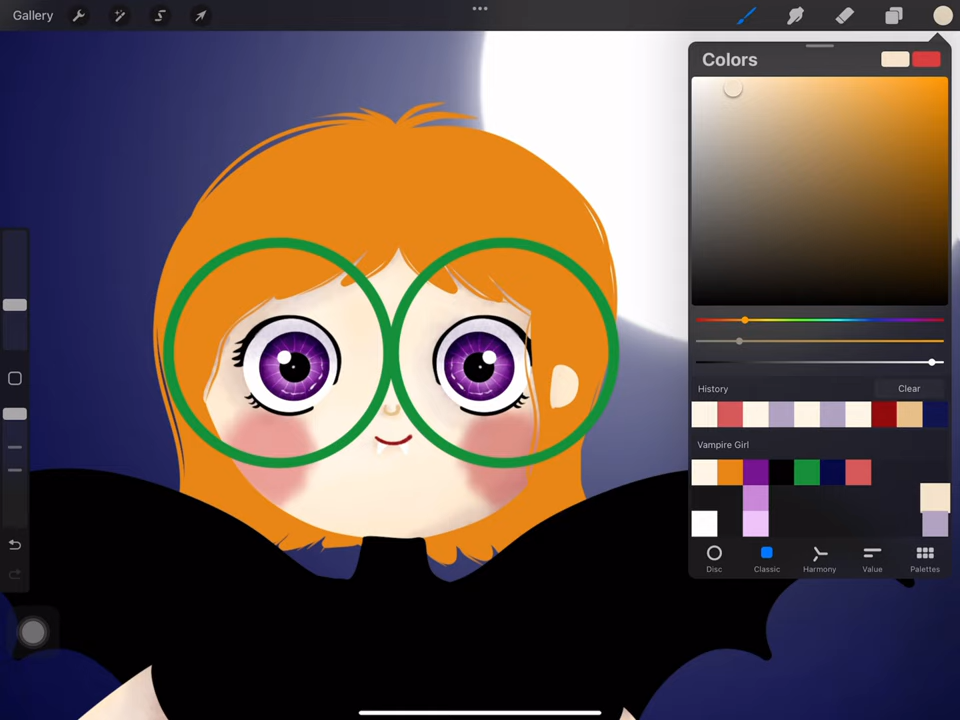 Gallery
Colors
History
Clear
Vampire Girl
Disc
Classic
Harmony
Value
Palettes